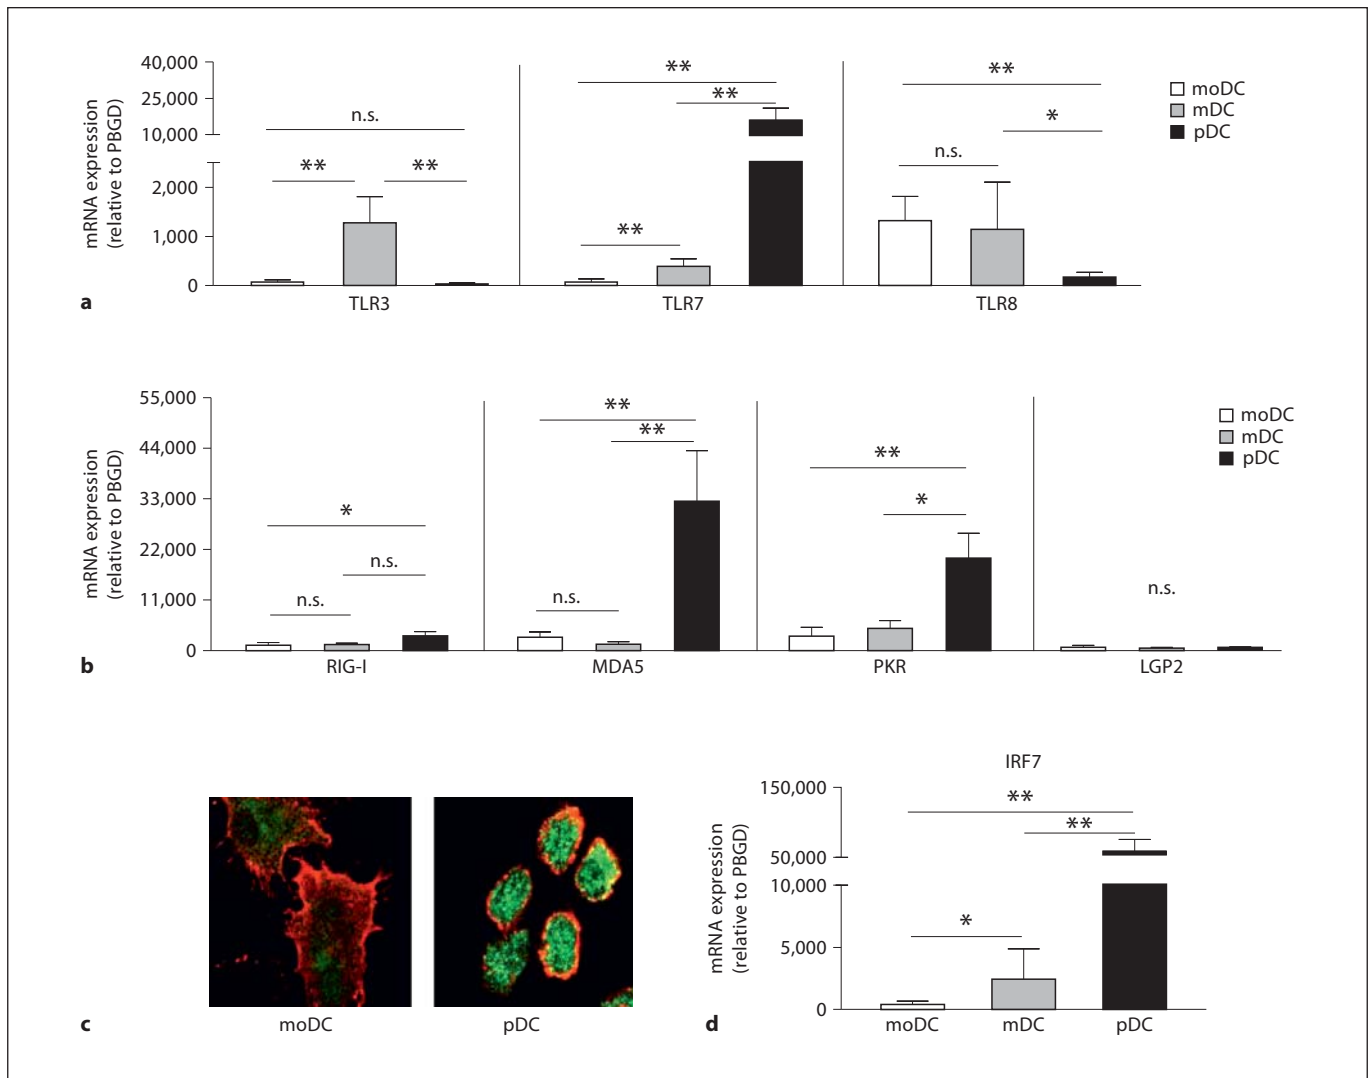 40,000
25,000
10,000
2,000
1,000
0
mRNA expression
(relative to PBGD)
n.s.
**
**
**
**
**
**
*
n.s.
moDC
mDC
pDC
TLR3
TLR7
TLR8
a
55,000
44,000
33,000
22,000
11,000
0
mRNA expression
(relative to PBGD)
*
n.s.
n.s.
**
**
n.s.
**
*
n.s.
moDC
mDC
pDC
RIG-I
MDA5
PKR
LGP2
b
c
moDC
pDC
IRF7
150,000
50,000
10,000
5,000
0
mRNA expression
(relative to PBGD)
**
**
*
moDC
mDC
pDC
d